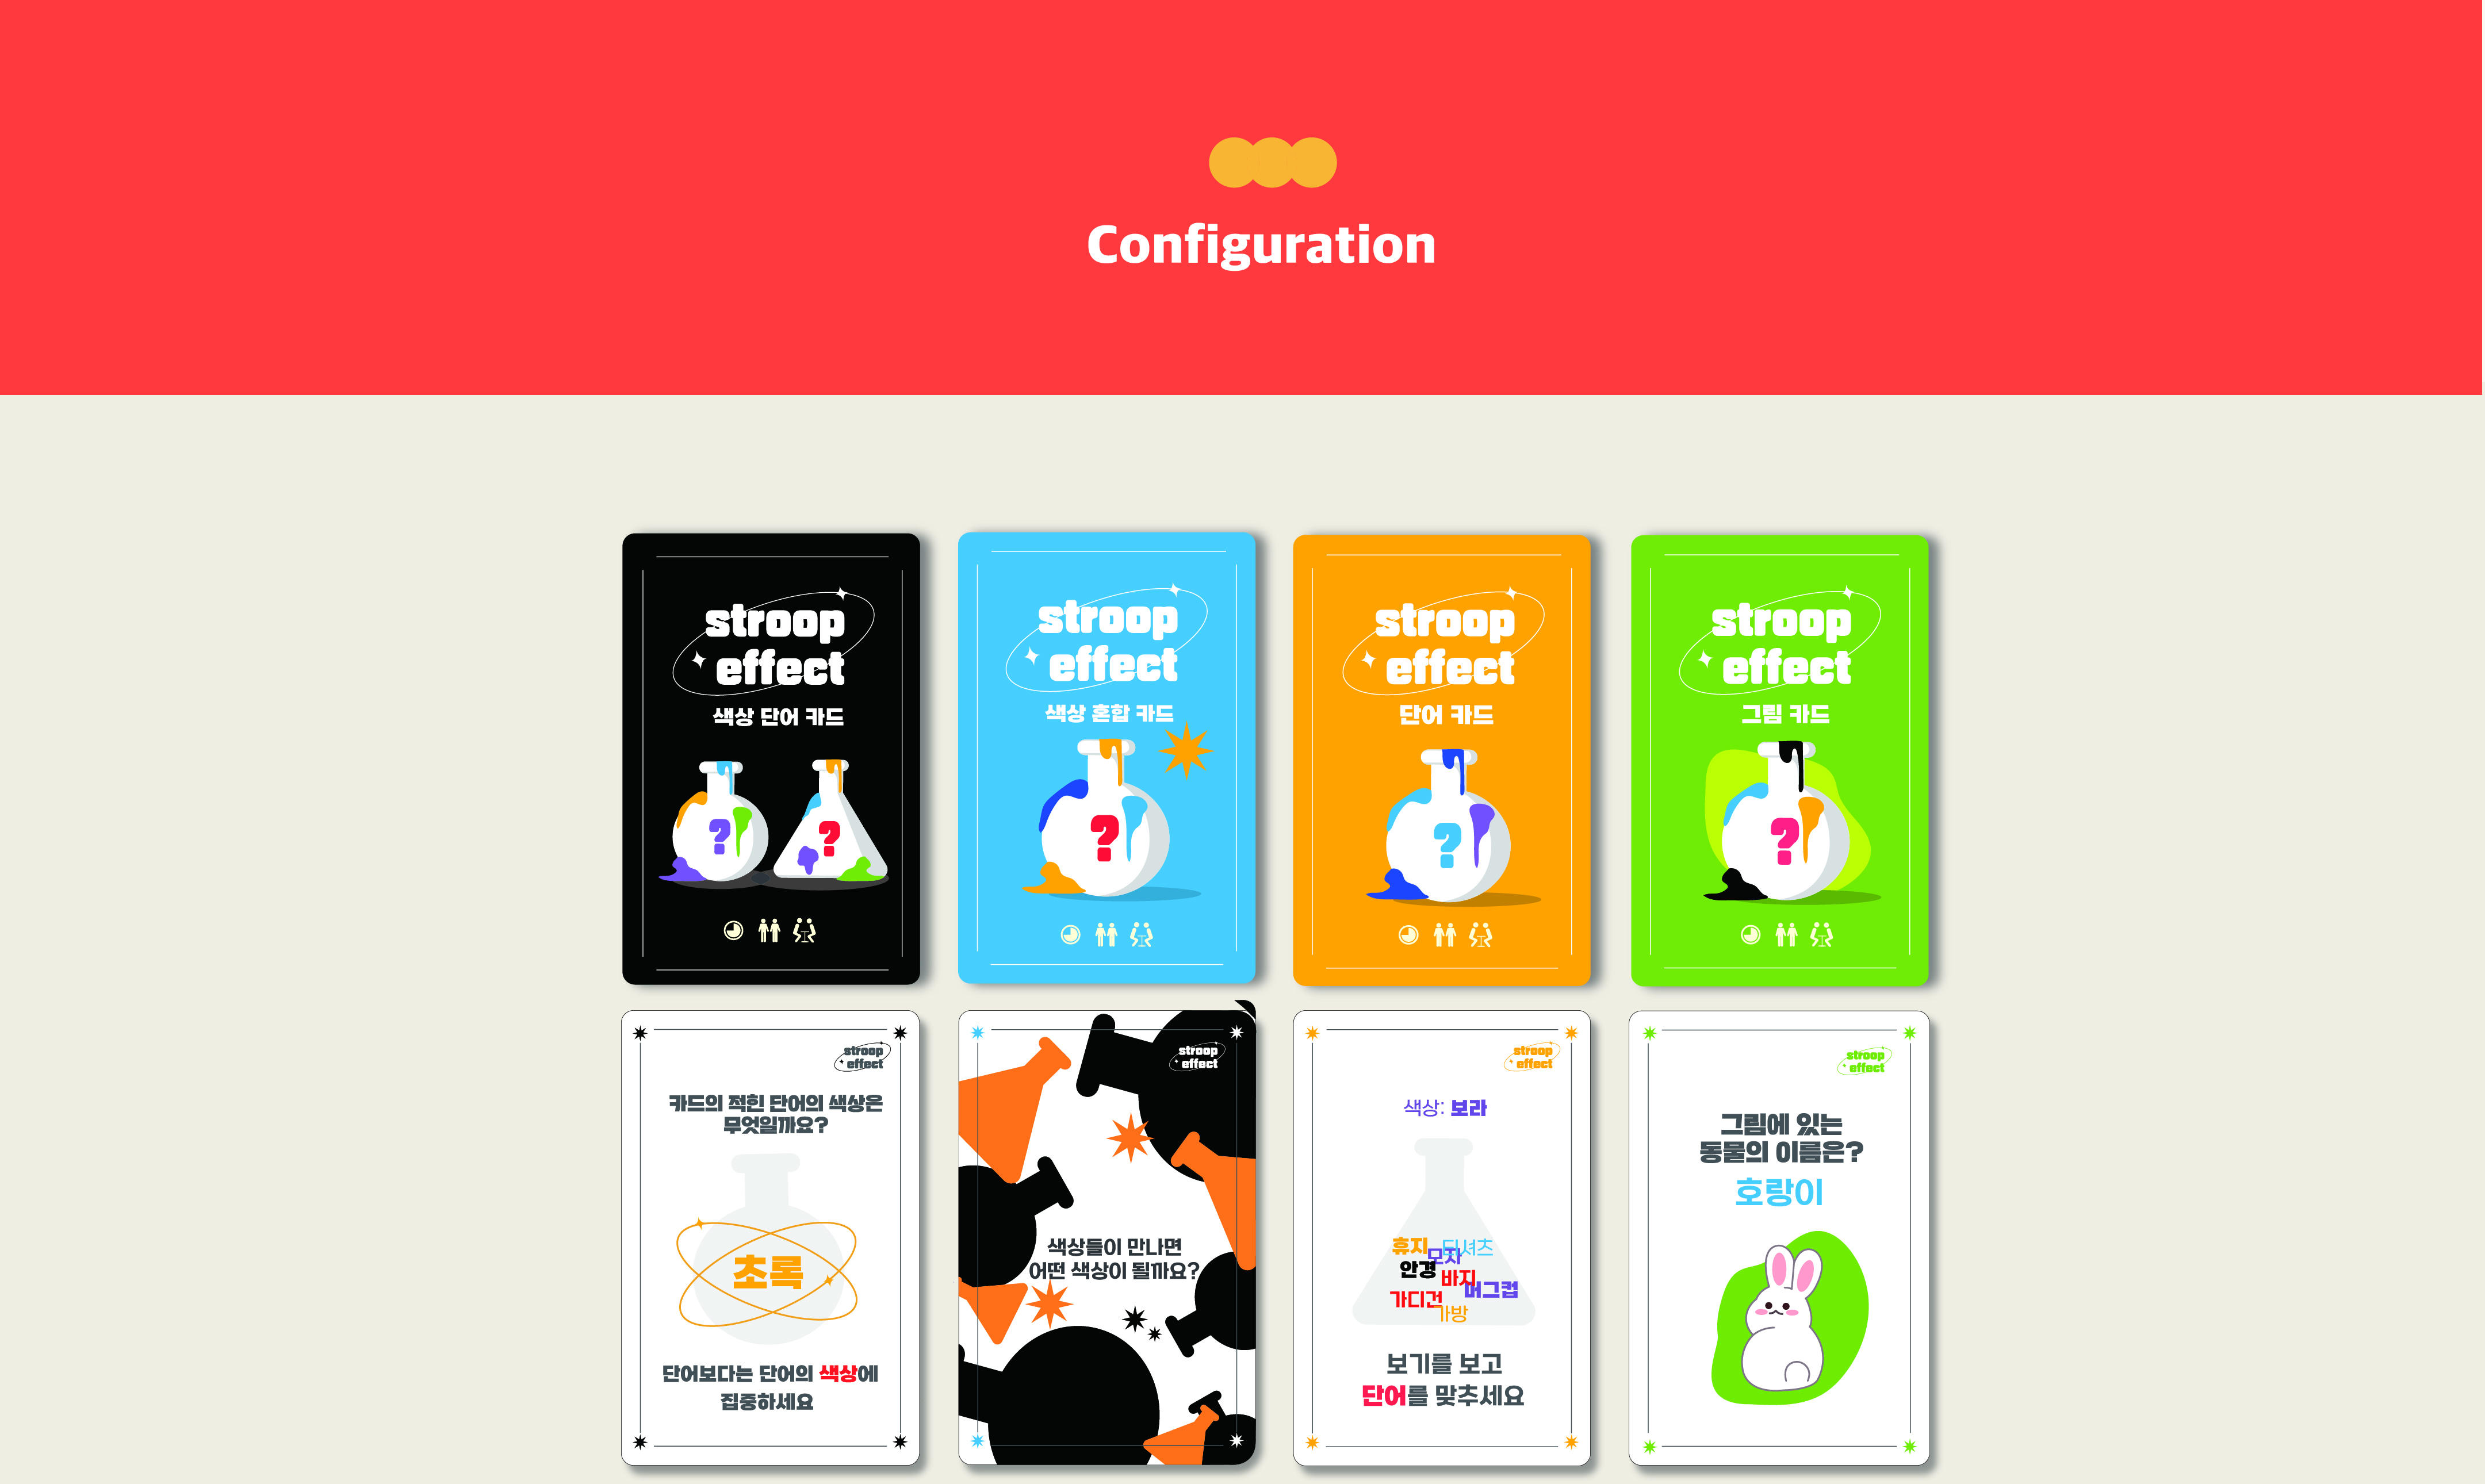 Configuration
stroop
effect
색상 단어 카드
?
?
stroop
effect
색상 혼합 카드
?
stroop
effect
단어 카드
?
stroop
effect
그림 카드
?
stroop
effect
카드의 적힌 단어의 색상은
무엇일까요?
초록
단어보다는 단어의 색상에
집중하세요
stroop
effect
색상들이 만나면
어떤 색상이 될까요?
stroop
effect
색상: 보라
휴지
모자
티셔츠
안경
바지
머그컵
가디건
가방
보기를 보고
단어를 맞추세요
stroop
effect
그림에 있는
동물의 이름은?
호랑이